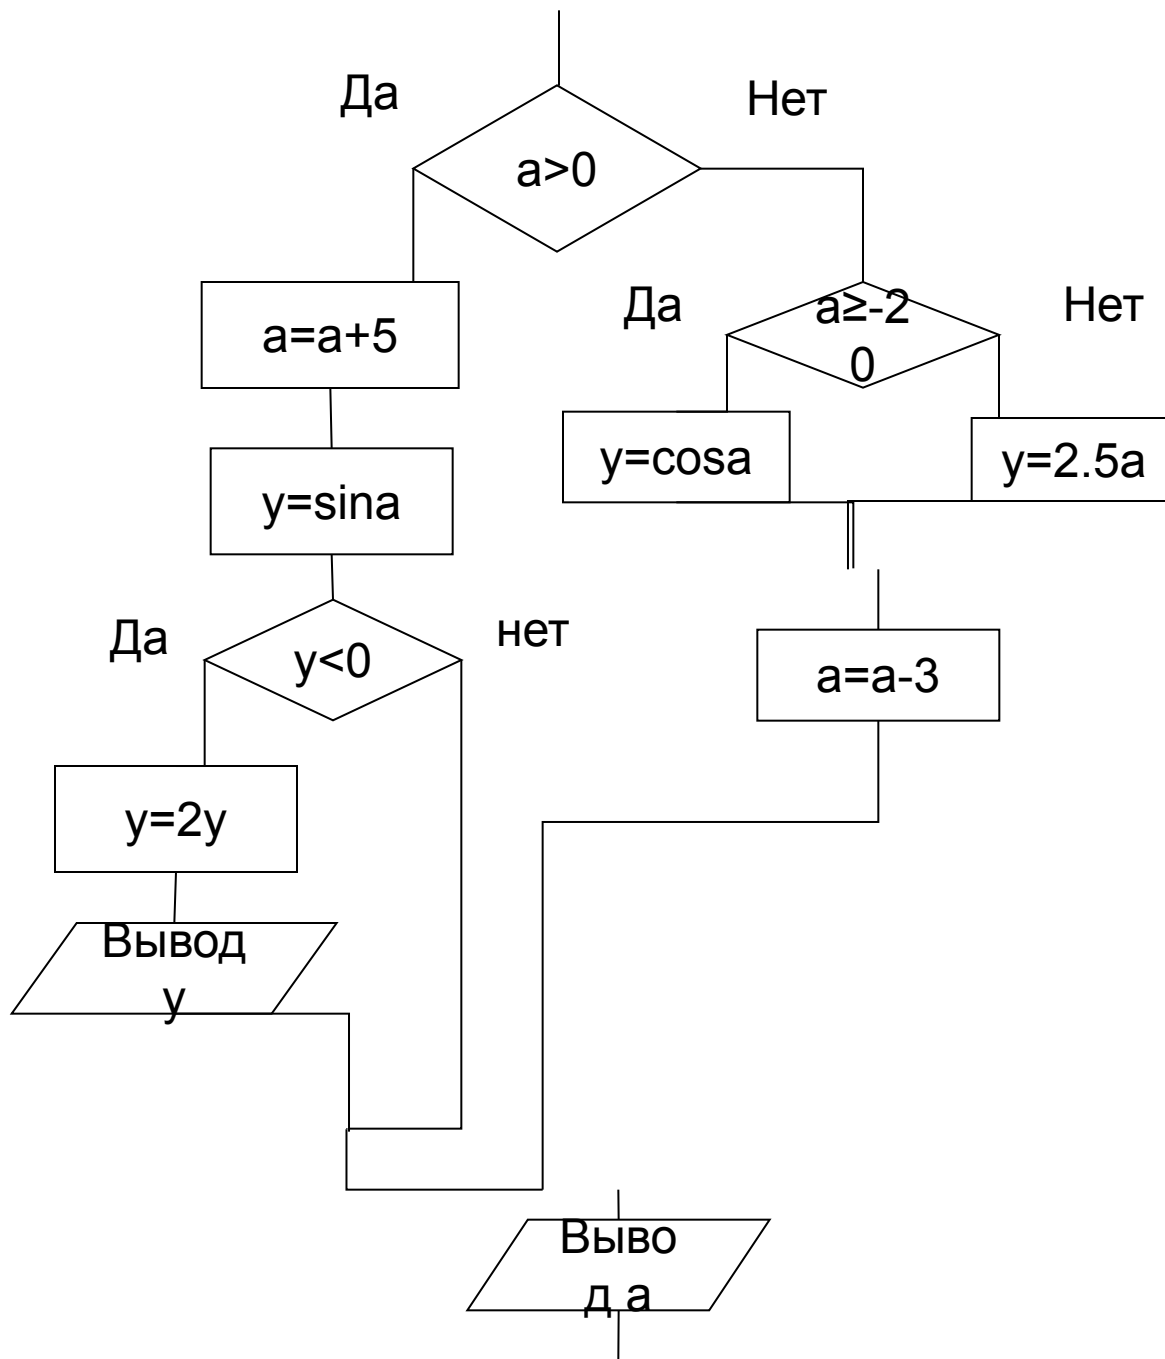 Да
Нет
a>0
a=a+5
Да
a≥-2
0
Нет
y=cosa
y=2.5a
y=sina
Да
y<0
нет
a=a-3
y=2y
Вывод
y
Выво
д a